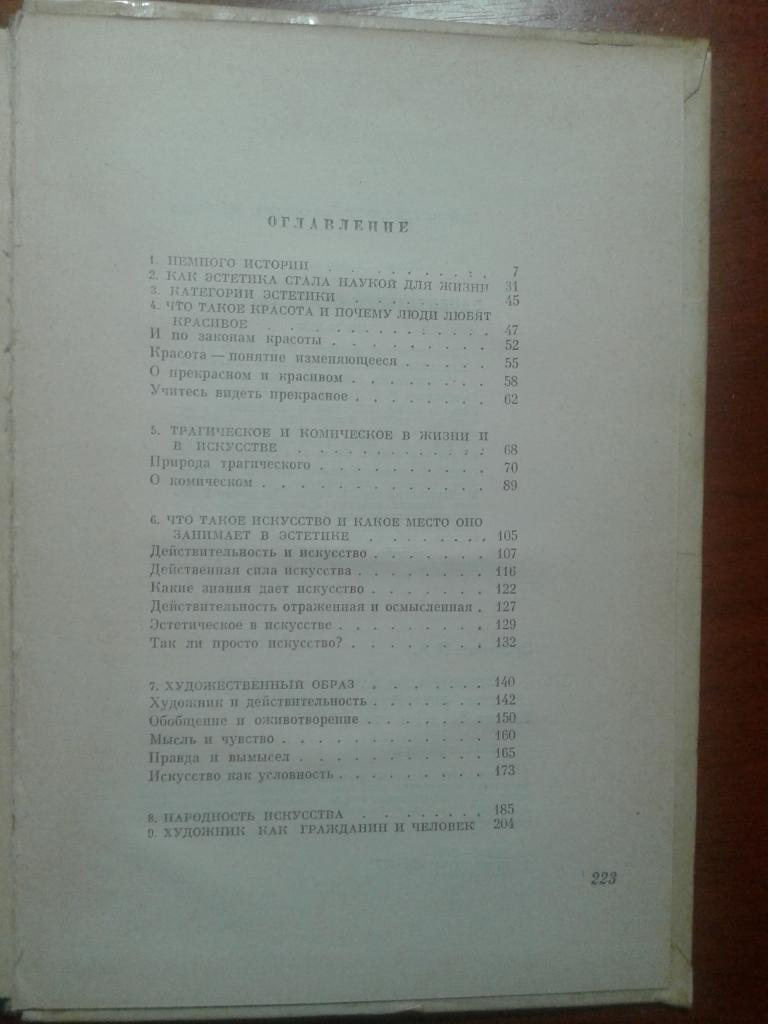 ОГЛАВЛЕНИЕ
1. НЕМНОГО ИСТОРИИ . . . . . . . . 7
2. КАК ЭСТЕТИКА СТАЛА НАУКОЙ ДЛЯ ЖИЗНИ 31
3. КАТЕГОРИИ ЭСТЕТИКИ . . . . . . . 45
4. ЧТО ТАКОЕ КРАСОТА И ПОЧЕМУ ЛЮДИ ЛЮБЯТ
КРАСИВОЕ . . . . . . . . . . . . 47
И по законам красоты . . . . . . . . 52
Красота — понятие изменяющееся . . . . . 55
О прекрасном и красивом . . . . . . . 58
Учитесь видеть прекрасное . . . . . . . 62
5. ТРАГИЧЕСКОЕ И КОМИЧЕСКОЕ В ЖИЗНИ И
В ИСКУССТВЕ . . . . . . . . . . 68
Природа трагического . . . . . . . . . 70
О комическом . . . . . . . . . . . . 89
6. ЧТО ТАКОЕ ИСКУССТВО И КАКОЕ МЕСТО ОНО
ЗАНИМАЕТ В ЭСТЕТИКЕ . . . . . . . 105
Действительность и искусство . . . . . . 107
Действенная сила искусства . . . . . . . 116
Какие знания дает искусство . . . . . . 122
Действительность отраженная и осмысленная . 127
Эстетическое в искусстве . . . . . . . . 129
Так ли просто искусство? . . . . . . . . 132
7. ХУДОЖЕСТВЕННЫЙ ОБРАЗ . . . . . . 140
Художник и действительность . . . . . . 142
Обобщение и оживотворение . . . . . . 150
Мысль и чувство . . . . . . . . . . . 160
Правда и вымысел . . . . . . . . . . 165
Искусство как условность . . . . . . . . 173
8. НАРОДНОСТЬ ИСКУССТВА . . . . . . . 185
9. ХУДОЖНИК КАК ГРАЖДАНИН И ЧЕЛОВЕК 204
223